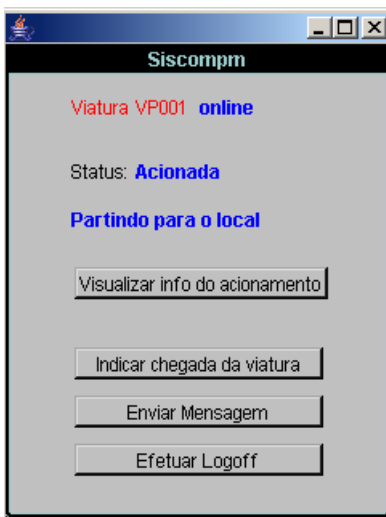 Siscompm
Viatura VP001 online
Status: Acionada
Partindo para o local
Visualizar info do acionamento
Indicar chegada da viatura
Enviar Mensagem
Efetuar Logoff